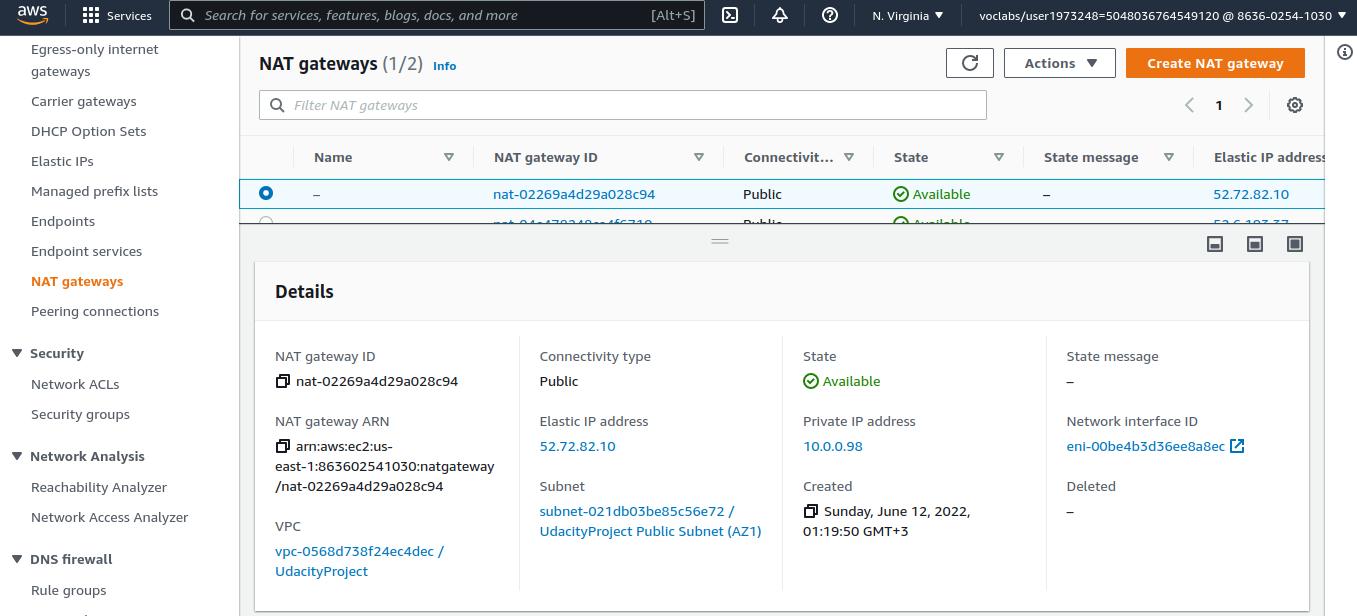 aws
Services
Search for services, features, blogs, docs, and more
[Alt+S]
N. Virginia
voclabs/user1973248=5048036764549120 @ 8636-0254-1030
Egress-only internet
gateways
Carrier gateways
DHCP Option Sets
Elastic IPs
Managed prefix lists
Endpoints
Endpoint services
NAT gateways
Peering connections
Security
Network ACLs
Security groups
Network Analysis
Reachability Analyzer
Network Access Analyzer
DNS firewall
Rule groups
NAT gateways (1/2) Info
Actions
Create NAT gateway
Filter NAT gateways
1
Name NAT gateway ID Connectivit... State State message Elastic IP address
– nat-02269a4d29a028c94 Public Available – 52.72.82.10
Public Available
Details
NAT gateway ID
nat-02269a4d29a028c94
NAT gateway ARN
arn:aws:ec2:us-
east-1:863602541030:natgateway
/nat-02269a4d29a028c94
VPC
vpc-0568d738f24ec4dec /
UdacityProject
Connectivity type
Public
Elastic IP address
52.72.82.10
Subnet
subnet-021db03be85c56e72 /
UdacityProject Public Subnet (AZ1)
State
Available
Private IP address
10.0.0.98
Created
Sunday, June 12, 2022,
01:19:50 GMT+3
State message
–
Network interface ID
eni-00be4b3d36ee8a8ec
Deleted
–